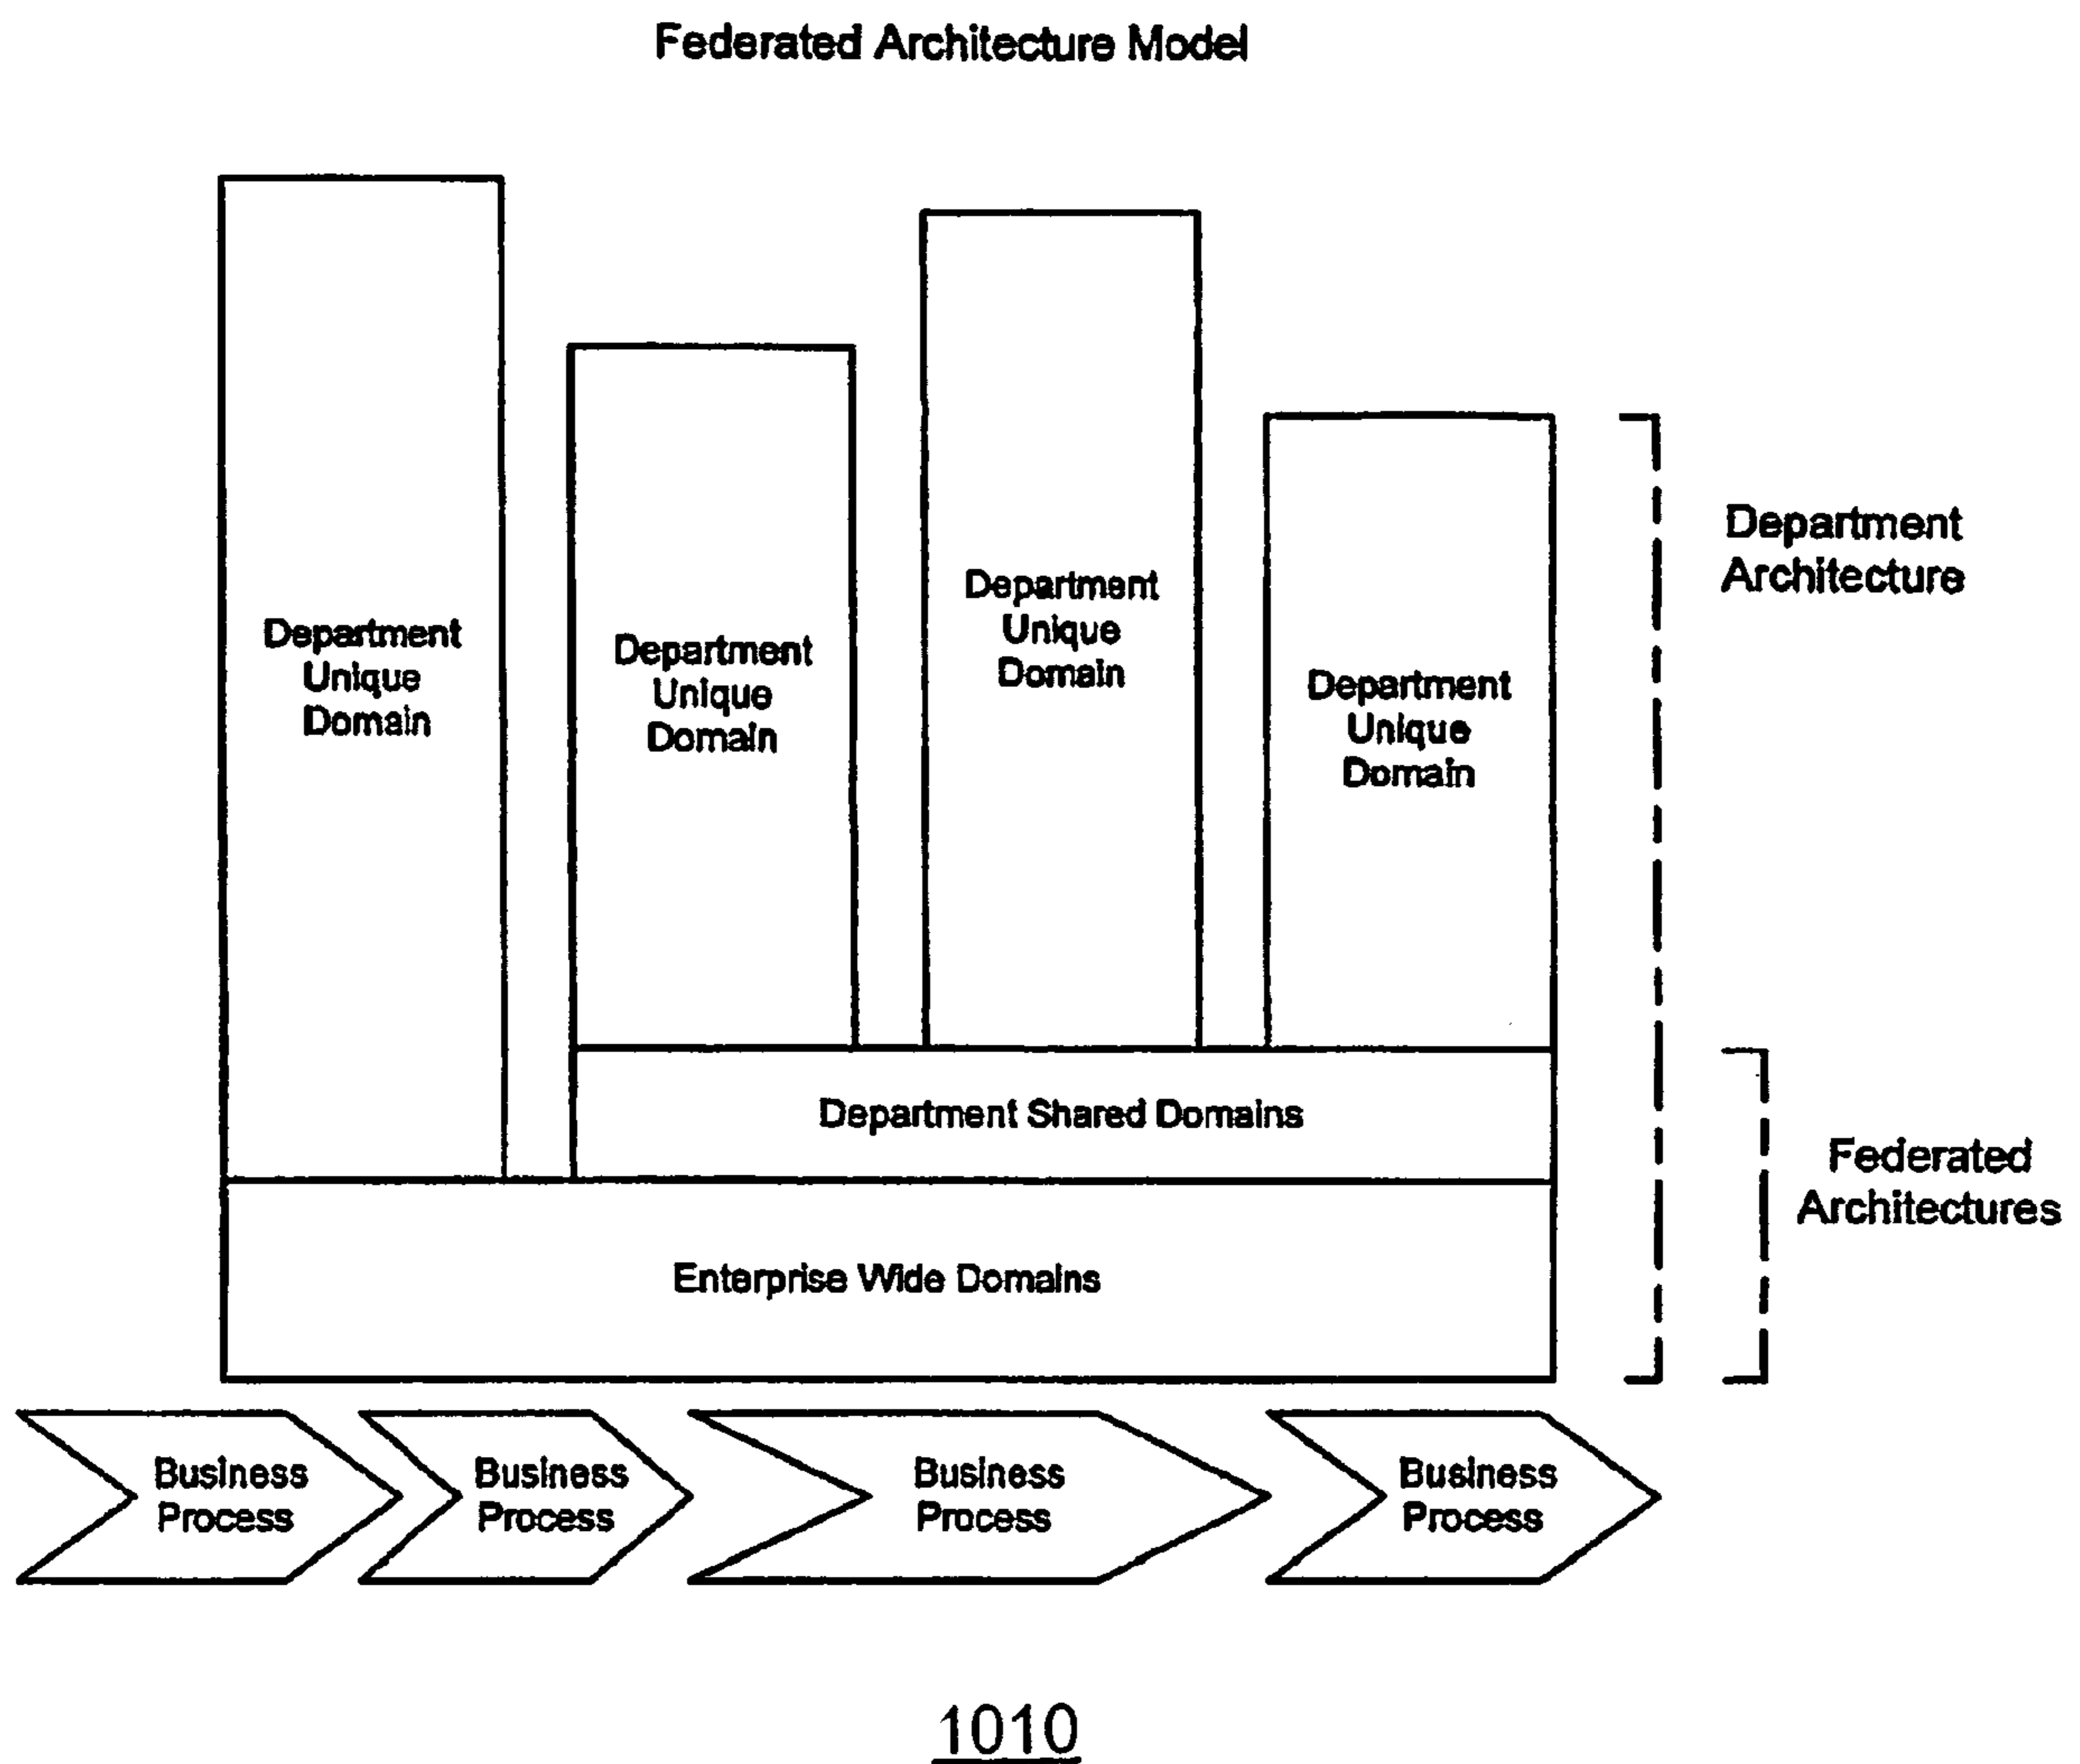 Federated Architecture Model
Department
Unique
Domain
Department
Unique
Domain
Department
Unique
Domain
Department
Unique
Domain
Department
Architecture
Department Shared Domains
Federated
Architectures
Enterprise Wide Domains
Business
Process
Business
Process
Business
Process
Business
Process
1010